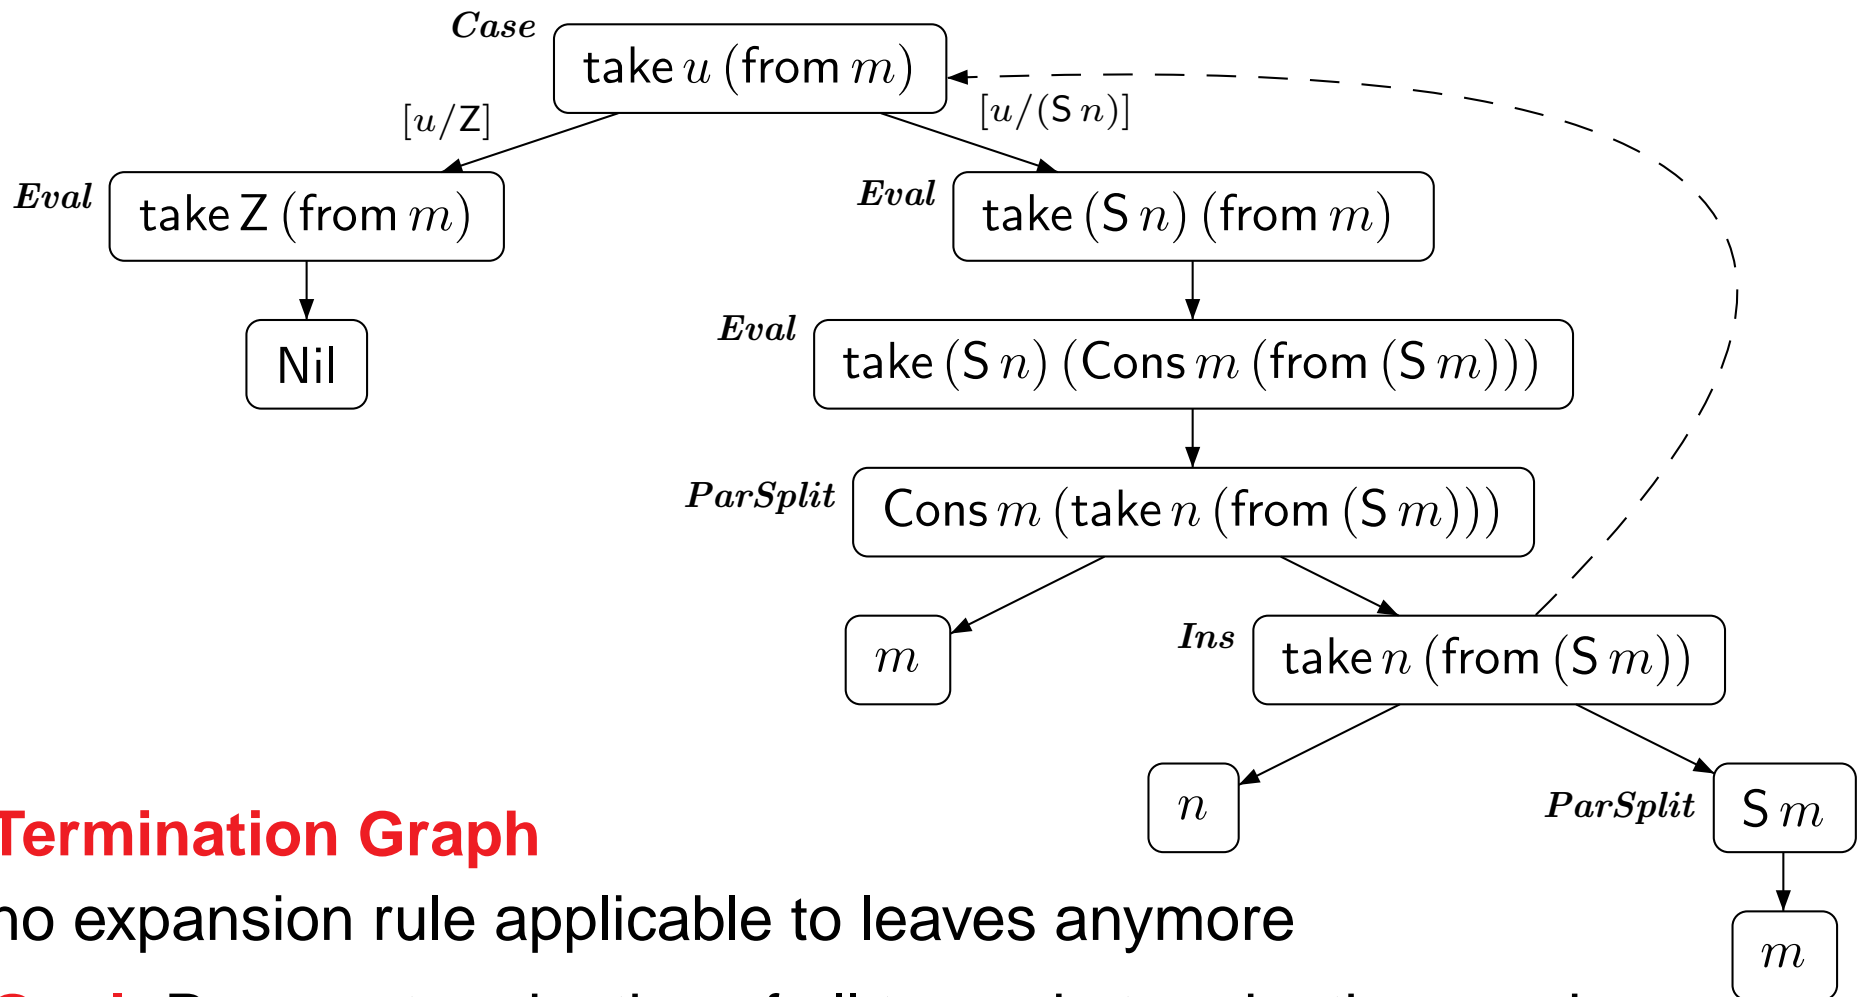 Case
take u (from m)
[u/Z]
[u/(S n)]
Eval
take Z (from m)
Eval
take (S n) (from m)
Nil
Eval
take (S n) (Cons m (from (S m)))
ParSplit
Cons m (take n (from (S m)))
m
Ins
take n (from (S m))
n
ParSplit
S m
m
Termination Graph
no expansion rule applicable to leaves anymore